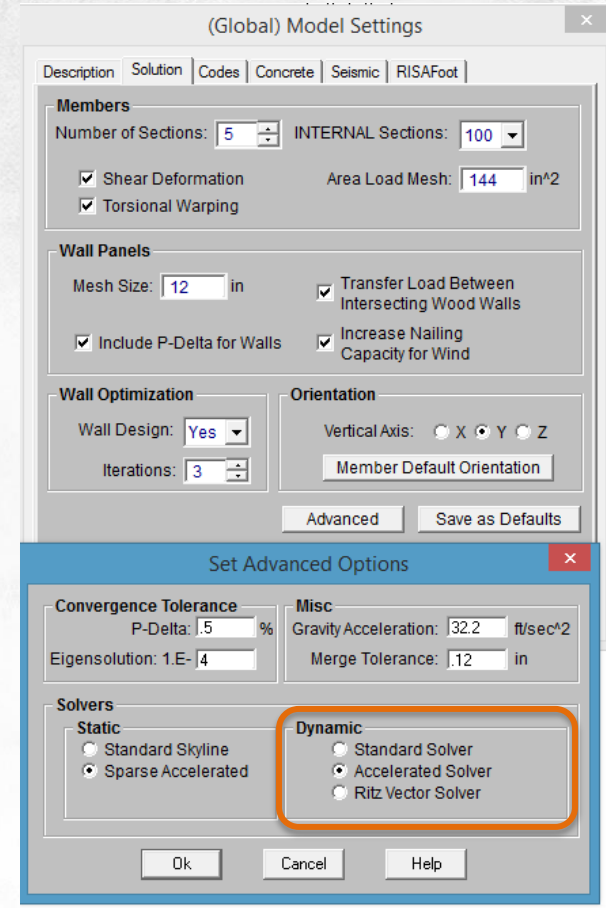 (Global) Model Settings
Description Solution Codes Concrete Seismic RISAFoot
Members
Number of Sections: 5 INTERNAL Sections: 100
Shear Deformation Area Load Mesh: 144 in^2
Torsional Warping
Wall Panels
Mesh Size: 12 in
Transfer Load Between
Intersecting Wood Walls
Include P-Delta for Walls
Increase Nailing
Capacity for Wind
Wall Optimization
Wall Design: Yes
Iterations: 3
Orientation
Vertical Axis: X Y Z
Member Default Orientation
Advanced Save as Defaults
Set Advanced Options
Convergence Tolerance
P-Delta: .5 %
Eigensolution: 1.E- 4
Misc
Gravity Acceleration: 32.2 ft/sec^2
Merge Tolerance: .12 in
Solvers
Static
Standard Skyline
Sparse Accelerated
Dynamic
Standard Solver
Accelerated Solver
Ritz Vector Solver
Ok Cancel Help